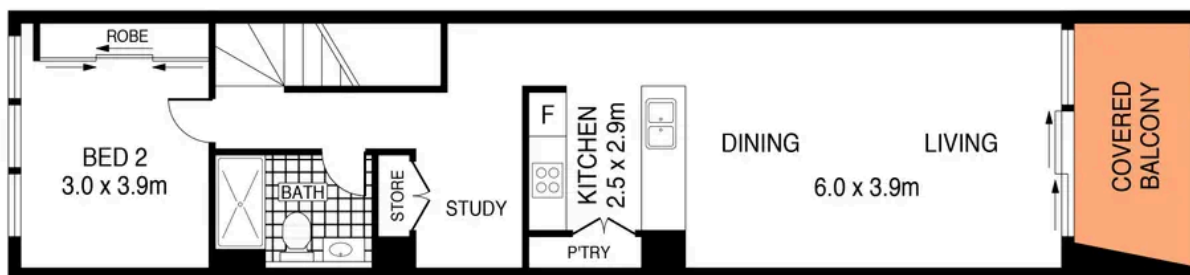 ROBE
BED 2
3.0 x 3.9m
BATH
STORE
STUDY
F
KITCHEN
2.5 x 2.9m
P'TRY
DINING
LIVING
6.0 x 3.9m
COVERED
BALCONY